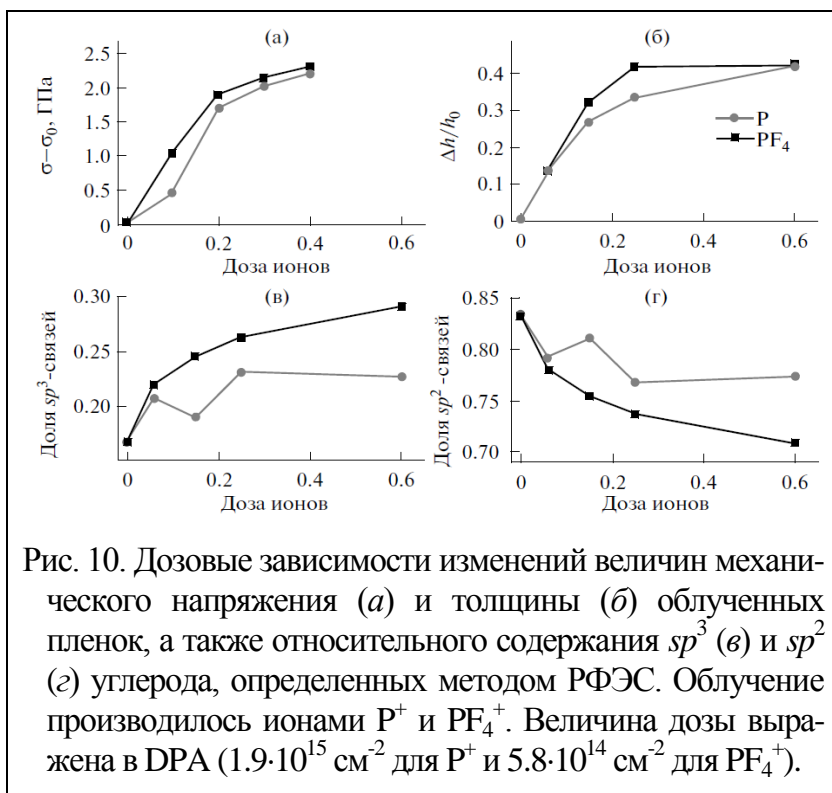 (а)
σ–σ₀, ГПа
2.5
2.0
1.5
1.0
0.5
0
0 0.2 0.4 0.6
Доза ионов
(б)
Δh/h₀
0.4
0.3
0.2
0.1
0
0 0.2 0.4 0.6
Доза ионов
P
PF₄
(в)
Доля sp³-связей
0.30
0.25
0.20
0 0.2 0.4 0.6
Доза ионов
(г)
Доля sp² -связей
0.85
0.80
0.75
0.70
0 0.2 0.4 0.6
Доза ионов
Рис. 10. Дозовые зависимости изменений величин механи-
ческого напряжения (а) и толщины (б) облученных
пленок, а также относительного содержания sp³ (в) и sp²
(г) углерода, определенных методом РФЭС. Облучение
производилось ионами P⁺ и PF₄⁺. Величина дозы выра-
жена в DPA (1.9·10¹⁵ см⁻² для P⁺ и 5.8·10¹⁴ см⁻² для PF₄⁺).